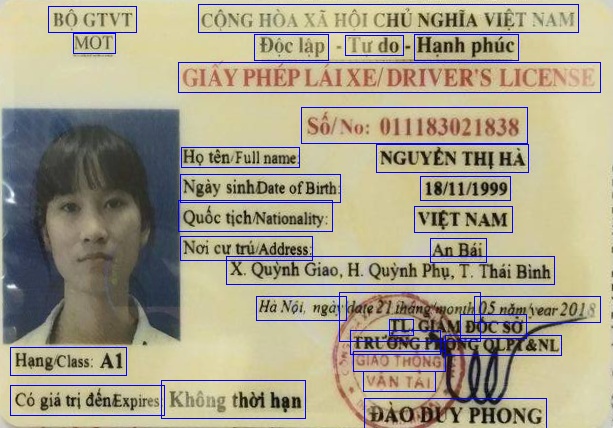 BỘ GTVT
MOT
CỘNG HÒA XÃ HỘI CHỦ NGHĨA VIỆT NAM
Độc lập - Tự do - Hạnh phúc
GIẤY PHÉP LÁI XE/ DRIVER'S LICENSE
Số/No: 011183021838
Họ tên/Full name: NGUYỄN THỊ HÀ
Ngày sinh/Date of Birth: 18/11/1999
Quốc tịch/Nationality: VIỆT NAM
Nơi cư trú/Address: An Bái
X. Quỳnh Giao, H. Quỳnh Phụ, T. Thái Bình
Hà Nội, ngày/date 21 tháng/month 05 năm/year 2018
TL. GIÁM ĐỐC SỞ
TRƯỞNG PHÒNG QLPT&NL
GIAO THÔNG
VẬN TẢI
Hạng/Class: A1
Có giá trị đến/Expires: Không thời hạn
ĐÀO DUY PHONG